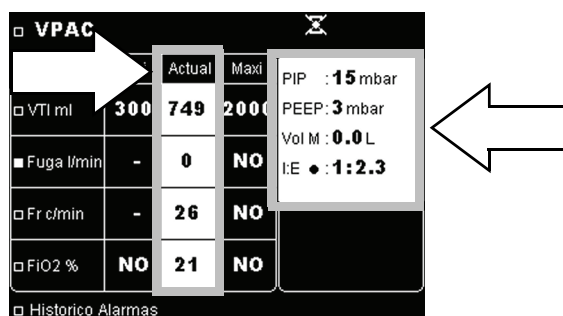 VPAC
Actual Maxi
VTI ml 300 749 2000
Fuga l/min - 0 NO
Fr c/min - 26 NO
FiO2 % NO 21 NO
PIP : 15 mbar
PEEP: 3 mbar
Vol M : 0.0 L
I:E ● : 1:2.3
Historico Alarmas